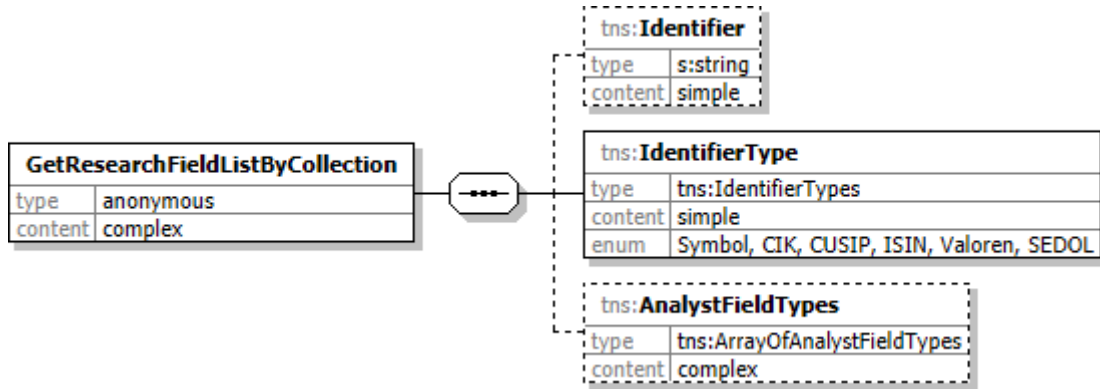 tns:Identifier
type s:string
content simple
GetResearchFieldListByCollection
type anonymous
content complex
tns:IdentifierType
type tns:IdentifierTypes
content simple
enum Symbol, CIK, CUSIP, ISIN, Valoren, SEDOL
tns:AnalystFieldTypes
type tns:ArrayOfAnalystFieldTypes
content complex